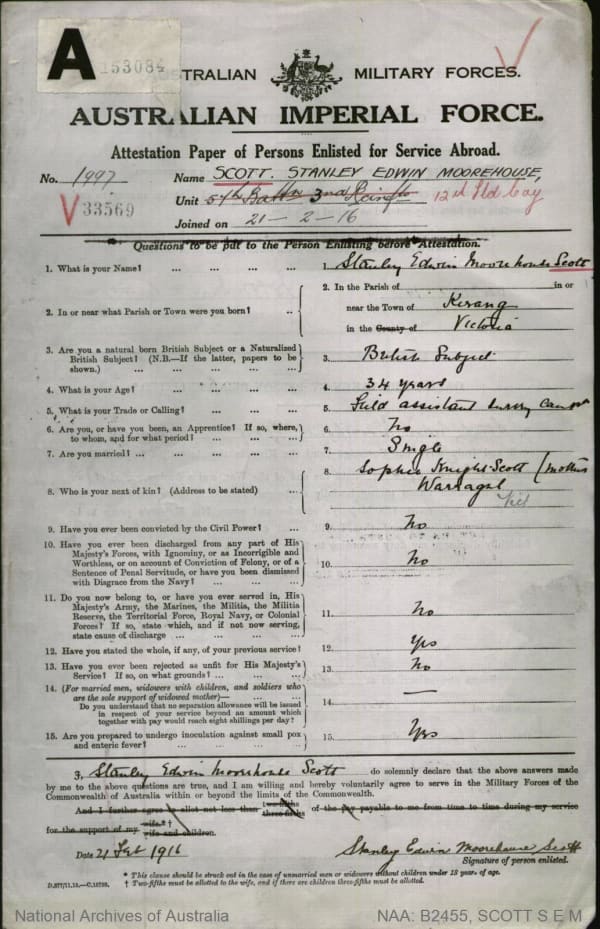 A
153084
AUSTRALIAN MILITARY FORCES.
AUSTRALIAN IMPERIAL FORCE.
Attestation Paper of Persons Enlisted for Service Abroad.
No. 1997 Name SCOTT. STANLEY EDWIN MOOREHOUSE,
V33569
Unit 5th Battn 3rd Reinfts 12th Fld Coy
Joined on 21–2–16
Questions to be put to the Person Enlisting before Attestation.
1. What is your Name? ... ... ... ... 1. Stanley Edwin Moorehouse Scott
2. In or near what Parish or Town were you born? ... 2. In the Parish of in or
near the Town of Kerang
in the County of Victoria
3. Are you a natural born British Subject or a Naturalized
British Subject? (N.B.—If the latter, papers to be
shown.) ... ... ... ... 3. British Subject
4. What is your Age? ... ... ... ... 4. 34 years
5. What is your Trade or Calling? ... ... ... 5. Field assistant survey camp
6. Are you, or have you been, an Apprentice? If so, where,
to whom, and for what period? ... ... ... 6. No
7. Are you married? ... ... ... ... 7. Single
8. Who is your next of kin? (Address to be stated) ... 8. Sophia Knight-Scott (mother
Warragul
Vic
9. Have you ever been convicted by the Civil Power? ... 9. No
10. Have you ever been discharged from any part of His
Majesty's Forces, with Ignominy, or as Incorrigible and
Worthless, or on account of Conviction of Felony, or of a
Sentence of Penal Servitude, or have you been dismissed
with Disgrace from the Navy? ... ... ... 10. No
11. Do you now belong to, or have you ever served in, His
Majesty's Army, the Marines, the Militia, the Militia
Reserve, the Territorial Force, Royal Navy, or Colonial
Forces? If so, state which, and if not now serving,
state cause of discharge ... ... ... ... 11. No
12. Have you stated the whole, if any, of your previous service? 12. Yes
13. Have you ever been rejected as unfit for His Majesty's
Service? If so, on what grounds? ... ... ... 13. No
14. (For married men, widowers with children, and soldiers who
are the sole support of widowed mother)—
Do you understand that no separation allowance will be issued
in respect of your service beyond an amount which
together with pay would reach eight shillings per day? 14. —
15. Are you prepared to undergo inoculation against small pox
and enteric fever? ... ... ... ... 15. Yes
I, Stanley Edwin Moorehouse Scott do solemnly declare that the above answers made
by me to the above questions are true, and I am willing and hereby voluntarily agree to serve in the Military Forces of the
Commonwealth of Australia within or beyond the limits of the Commonwealth.
And I further agree to allot not less than two-fifths three-fifths of the pay payable to me from time to time during my service
for the support of my wife.*† wife and children.
Date 21 Feb 1916 Stanley Edwin Moorehouse Scott
Signature of person enlisted.
* This clause should be struck out in the case of unmarried men or widowers without children under 18 years of age.
† Two-fifths must be allotted to the wife, and if there are children three-fifths must be allotted.
National Archives of Australia NAA: B2455, SCOTT S E M